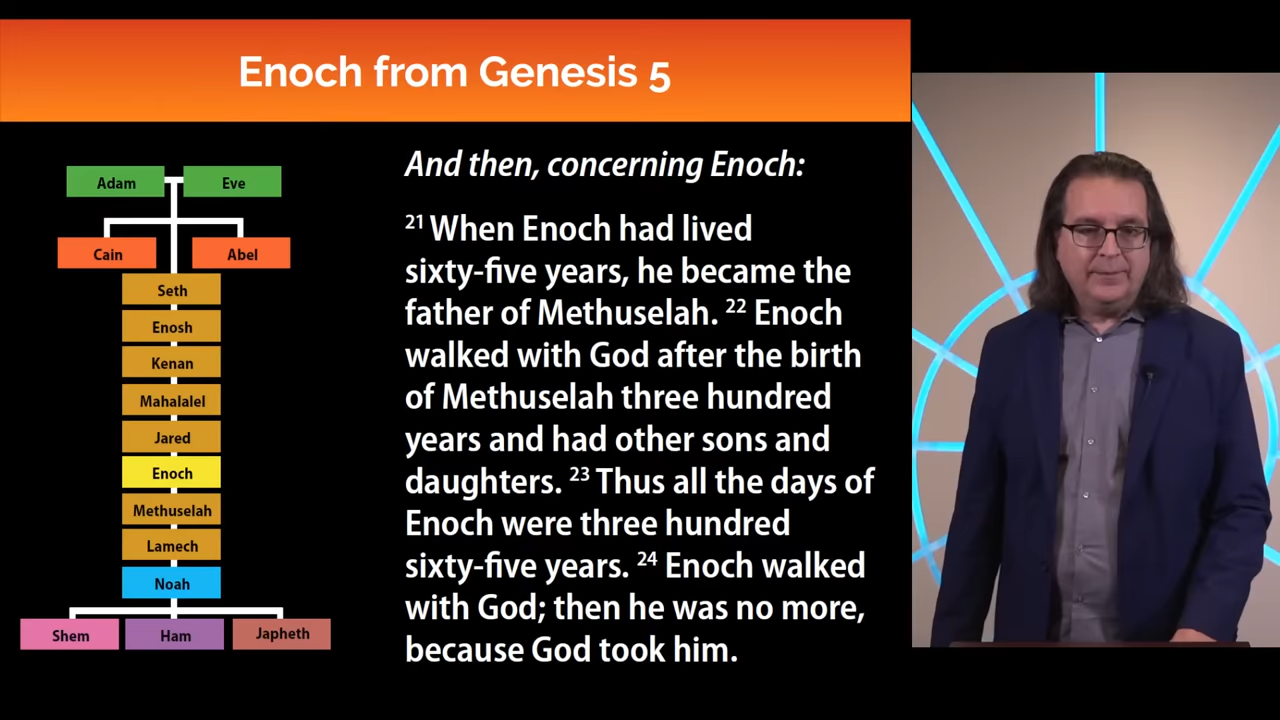 Enoch from Genesis 5
Adam
Eve
Cain
Abel
Seth
Enosh
Kenan
Mahalalel
Jared
Enoch
Methuselah
Lamech
Noah
Shem
Ham
Japheth
And then, concerning Enoch:
21 When Enoch had lived
sixty-five years, he became the
father of Methuselah. 22 Enoch
walked with God after the birth
of Methuselah three hundred
years and had other sons and
daughters. 23 Thus all the days of
Enoch were three hundred
sixty-five years. 24 Enoch walked
with God; then he was no more,
because God took him.